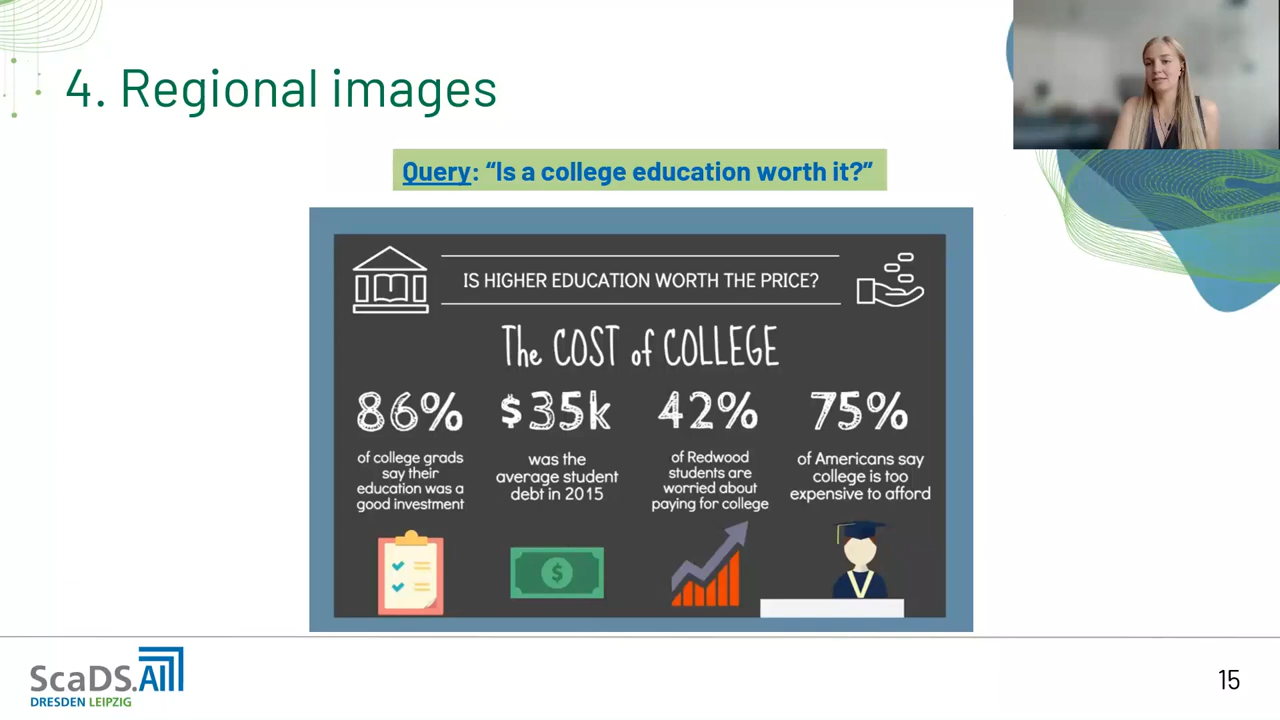 4. Regional images
Query: “Is a college education worth it?”
IS HIGHER EDUCATION WORTH THE PRICE?
The COST of COLLEGE
86%
of college grads
say their
education was a
good investment
$35k
was the
average student
debt in 2015
42%
of Redwood
students are
worried about
paying for college
75%
of Americans say
college is too
expensive to afford
$
ScaDS.AI
DRESDEN LEIPZIG
15